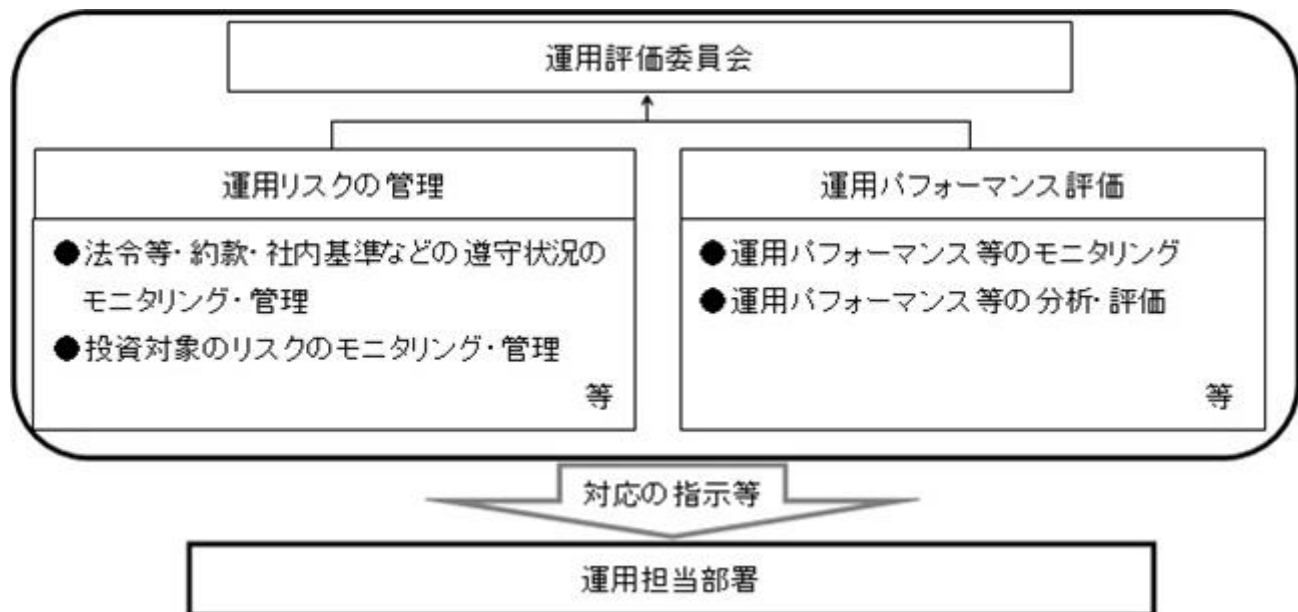 運用評価委員会
運用リスクの管理
●法令等・約款・社内基準などの遵守状況の
モニタリング・管理
●投資対象のリスクのモニタリング・管理
等
運用パフォーマンス評価
●運用パフォーマンス等のモニタリング
●運用パフォーマンス等の分析・評価
等
対応の指示等
運用担当部署